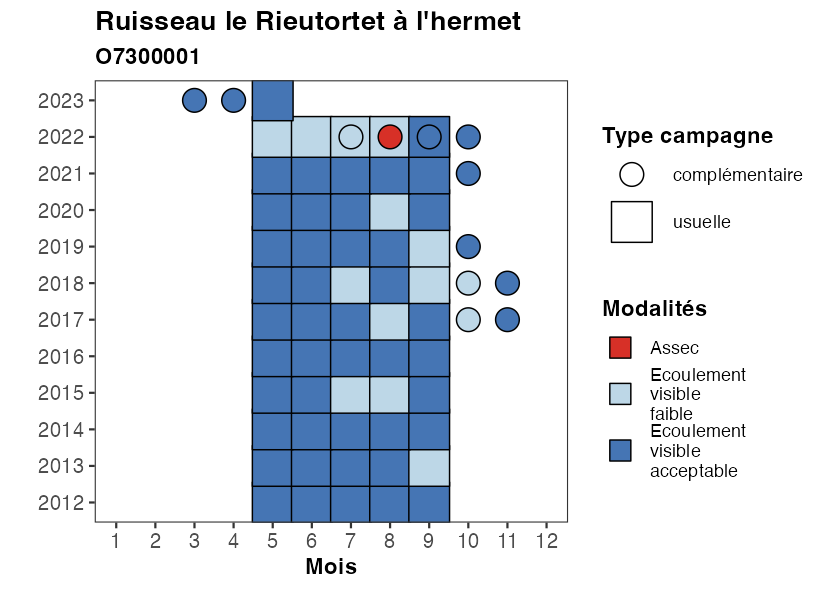 Ruisseau le Rieutortet à l'hermet
O7300001
2023
2022
2021
2020
2019
2018
2017
2016
2015
2014
2013
2012
1 2 3 4 5 6 7 8 9 10 11 12
Mois
Type campagne
complémentaire
usuelle
Modalités
Assec
Ecoulement
visible
faible
Ecoulement
visible
acceptable